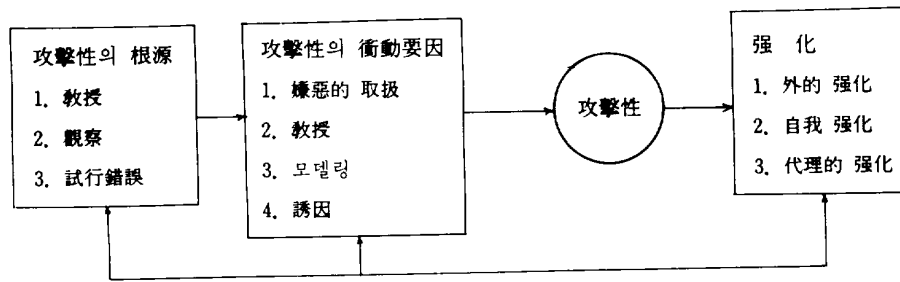 攻擊性의 根源
1. 敎授
2. 觀察
3. 試行錯誤
攻擊性의 衝動要因
1. 嫌惡的 取扱
2. 敎授
3. 모델링
4. 誘因
攻擊性
强 化
1. 外的 强化
2. 自我 强化
3. 代理的 强化